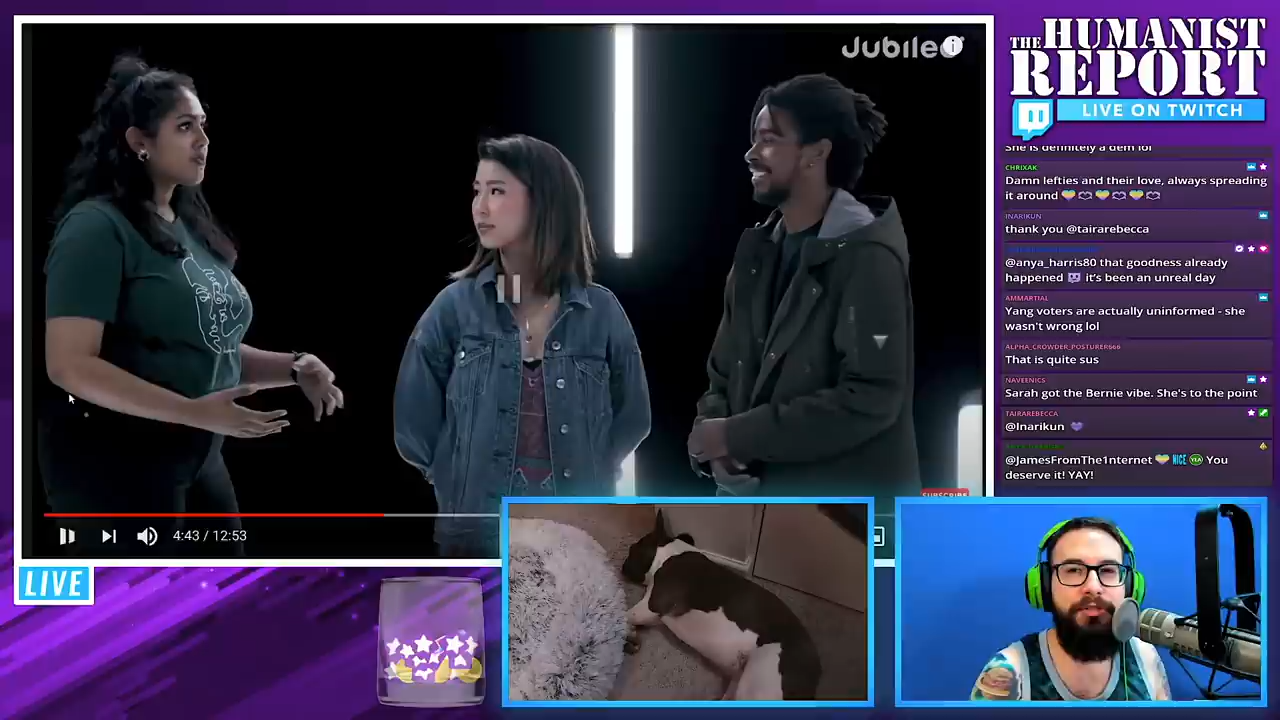 Jubilee
THE HUMANIST
REPORT
LIVE ON TWITCH
She is definitely a dem lol
CHRIXAK
Damn lefties and their love, always spreading
it around
INARIKUN
thank you @tairarebecca
@anya_harris80 that goodness already
happened it's been an unreal day
AMMARTIAL
Yang voters are actually uninformed - she
wasn't wrong lol
ALPHA_CROWDER_POSTURER666
That is quite sus
NAVEENICS
Sarah got the Bernie vibe. She's to the point
TAIRAREBECCA
@Inarikun
@JamesFromThe1nternet NICE YEA You
deserve it! YAY!
SUBSCRIBE
4:43 / 12:53
LIVE